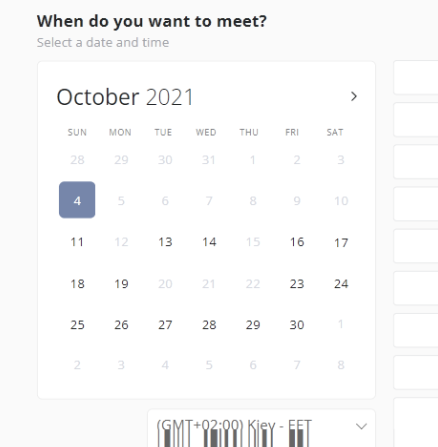 When do you want to meet?
Select a date and time
October 2021
SUN MON TUE WED THU FRI SAT
28 29 30 31 1 2 3
4 5 6 7 8 9 10
11 12 13 14 15 16 17
18 19 20 21 22 23 24
25 26 27 28 29 30 1
2 3 4 5 6 7 8
(GMT+02:00) Kiev - EET